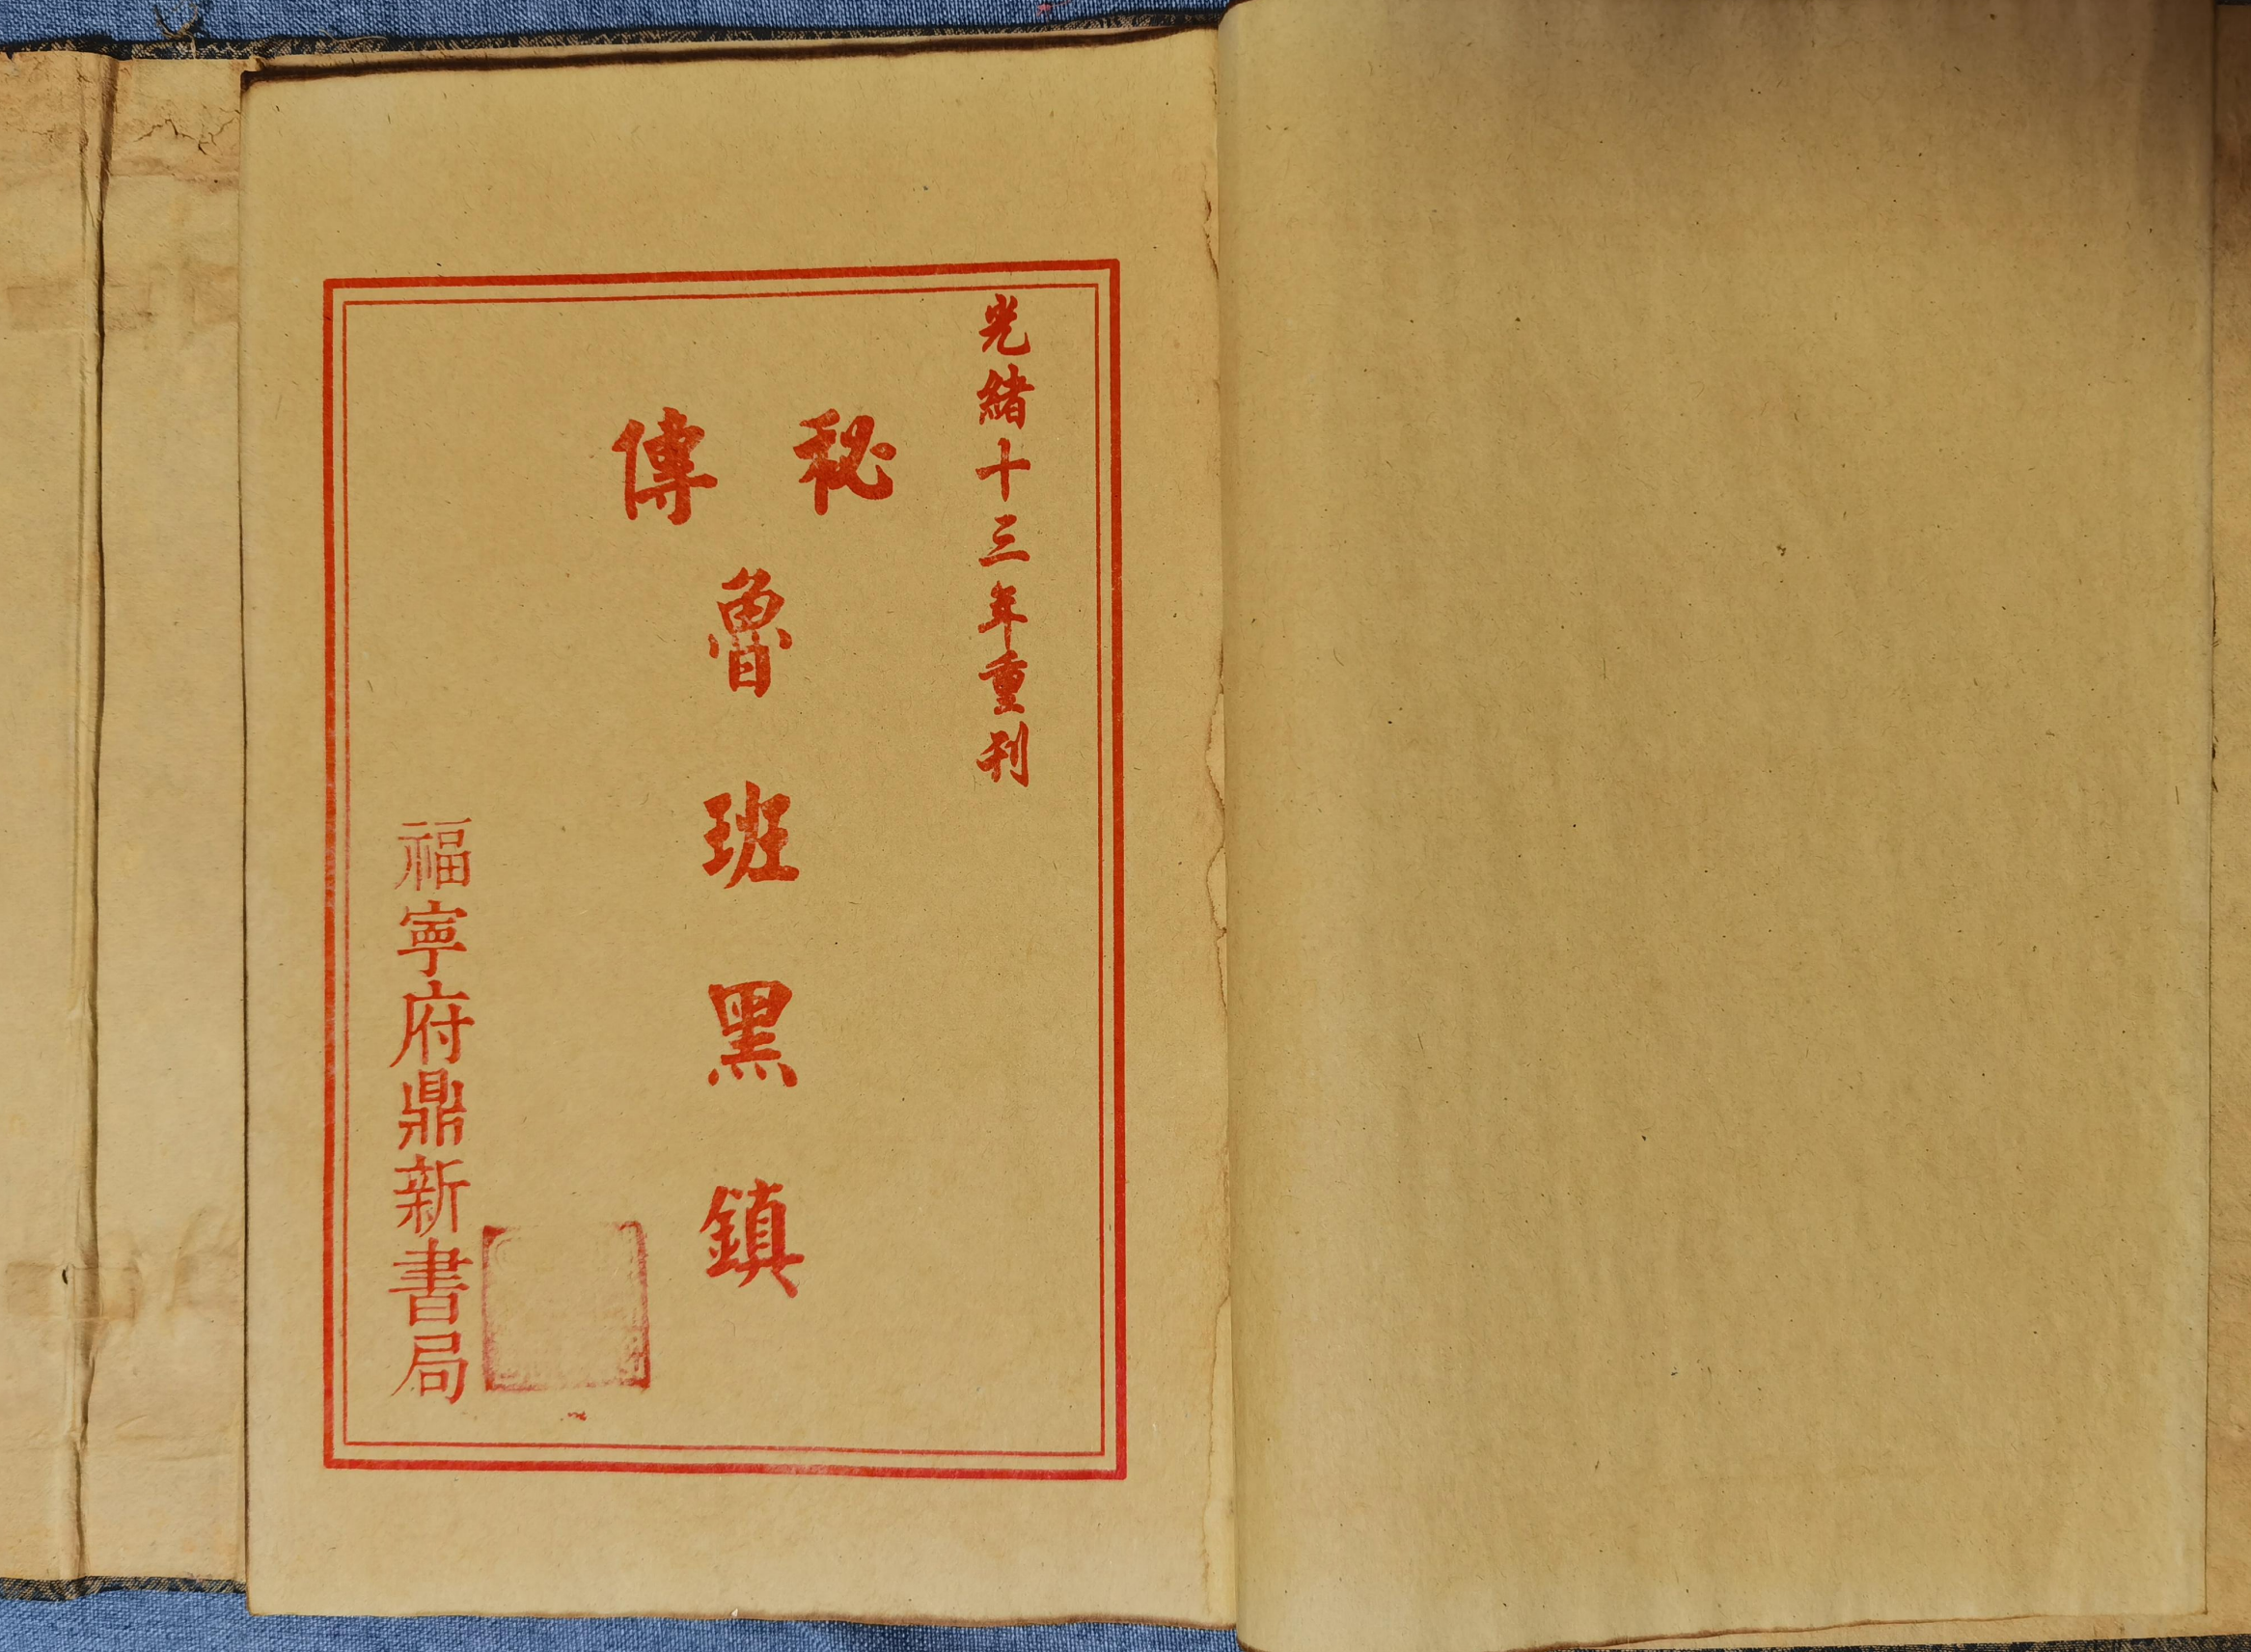 光緒十三年重刊
秘傳
魯班黑鎮
福寧府鼎新書局